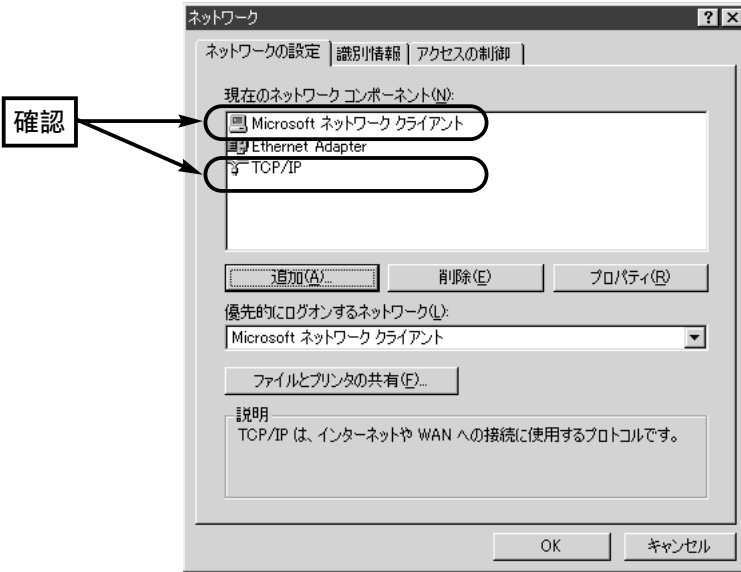 ネットワーク
ネットワークの設定 識別情報 アクセスの制御
現在のネットワーク コンポーネント(N):
確認
Microsoft ネットワーク クライアント
Ethernet Adapter
TCP/IP
追加(A)... 削除(E) プロパティ(R)
優先的にログオンするネットワーク(L):
Microsoft ネットワーク クライアント
ファイルとプリンタの共有(F)...
説明
TCP/IP は、インターネットや WAN への接続に使用するプロトコルです。
OK キャンセル